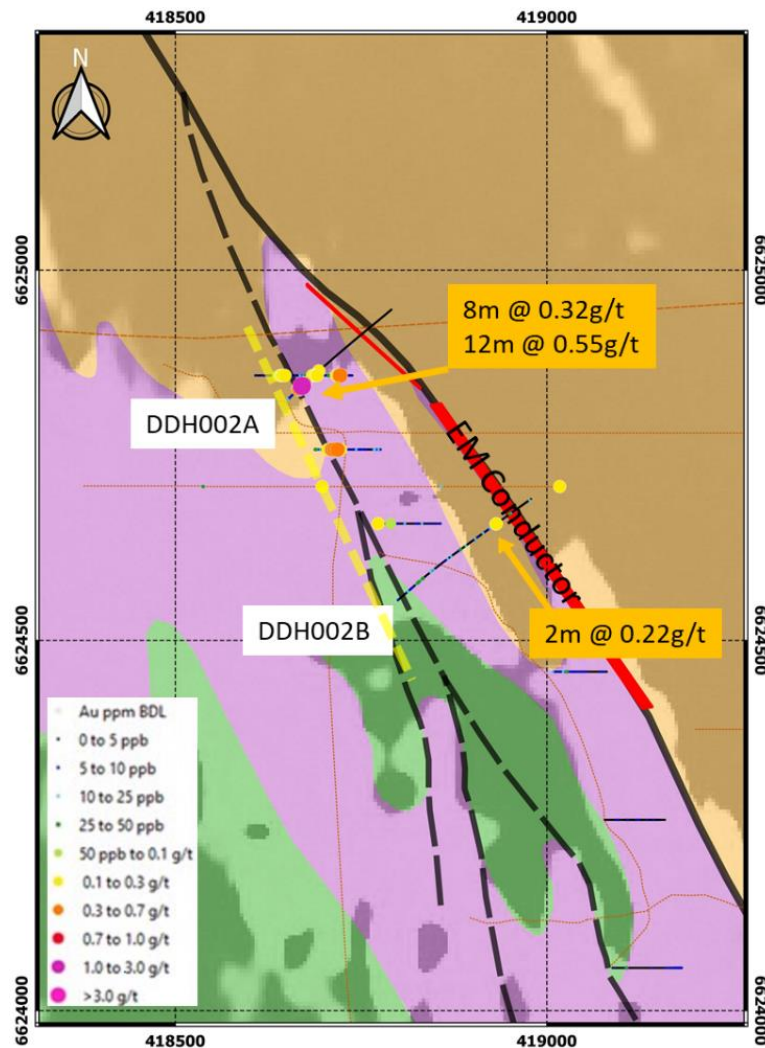 418500
419000
N
6625000
6625000
8m @ 0.32g/t
12m @ 0.55g/t
DDH002A
EM Conductor
DDH002B
2m @ 0.22g/t
6624500
6624500
Au ppm BDL
0 to 5 ppb
5 to 10 ppb
10 to 25 ppb
25 to 50 ppb
50 ppb to 0.1 g/t
0.1 to 0.3 g/t
0.3 to 0.7 g/t
0.7 to 1.0 g/t
1.0 to 3.0 g/t
>3.0 g/t
6624000
6624000
418500
419000